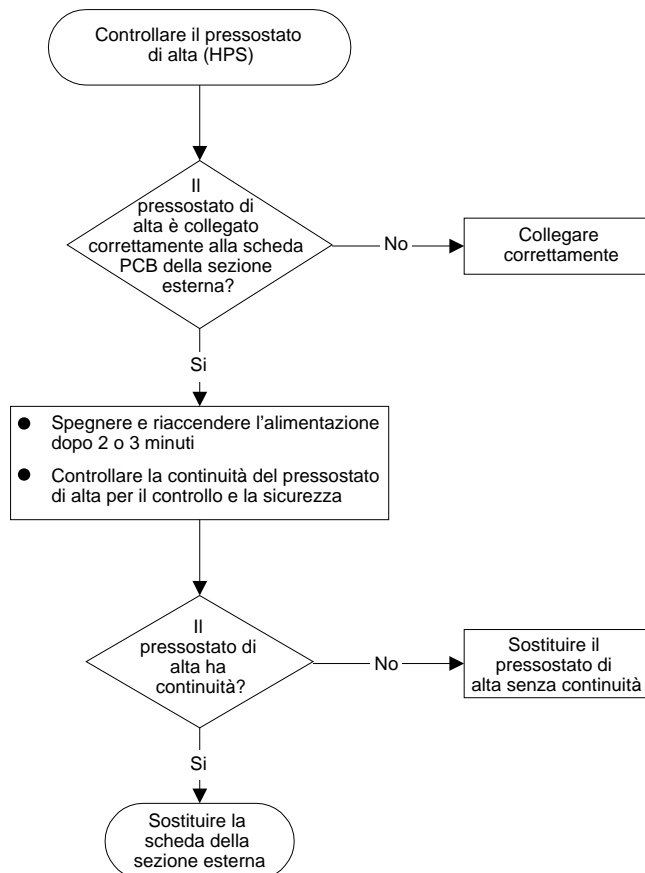 Controllare il pressostato
di alta (HPS)
Il
pressostato di
alta è collegato
correttamente alla scheda
PCB della sezione
esterna?
No
Collegare
correttamente
Si
● Spegnere e riaccendere l'alimentazione
dopo 2 o 3 minuti
● Controllare la continuità del pressostato
di alta per il controllo e la sicurezza
Il
pressostato di
alta ha
continuità?
No
Sostituire il
pressostato di
alta senza continuità
Si
Sostituire la
scheda della
sezione esterna